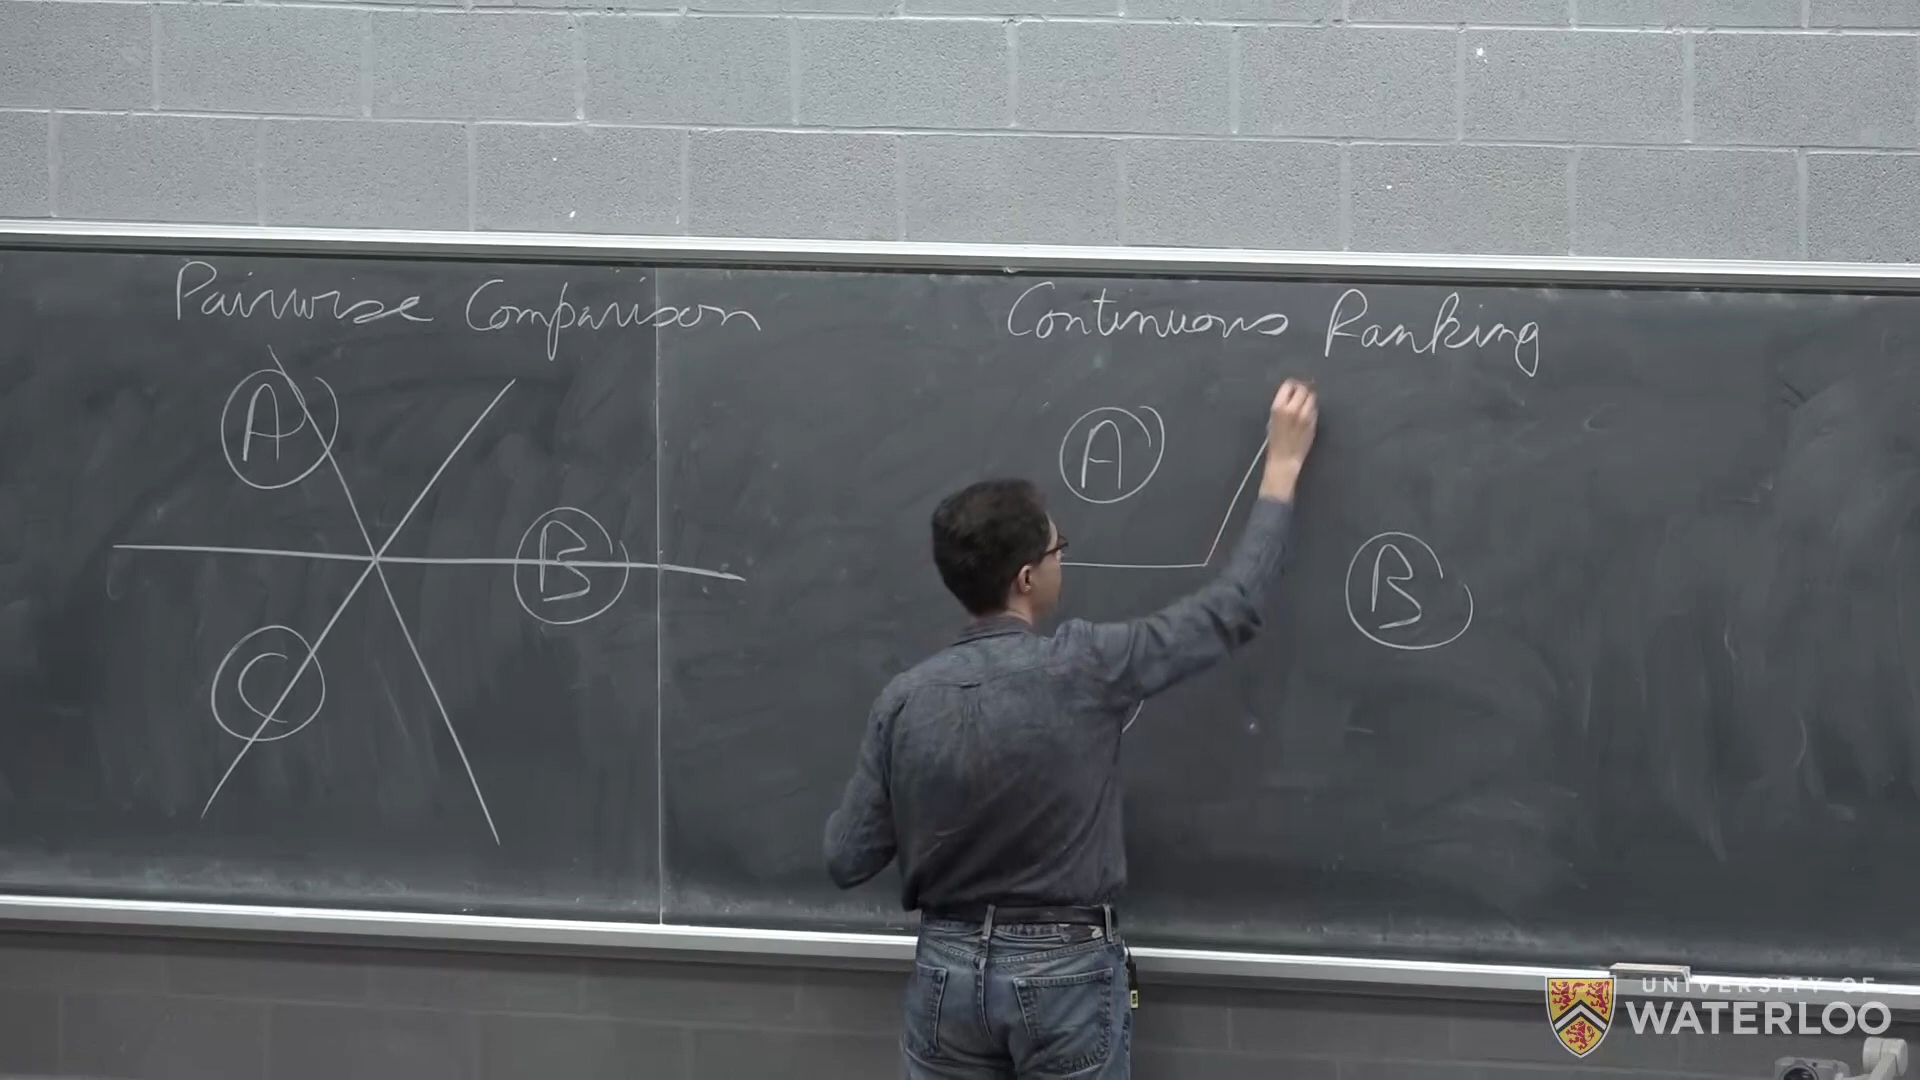 Pairwise Comparison
A
B
C
Continuous Ranking
A
B
UNIVERSITY OF
WATERLOO